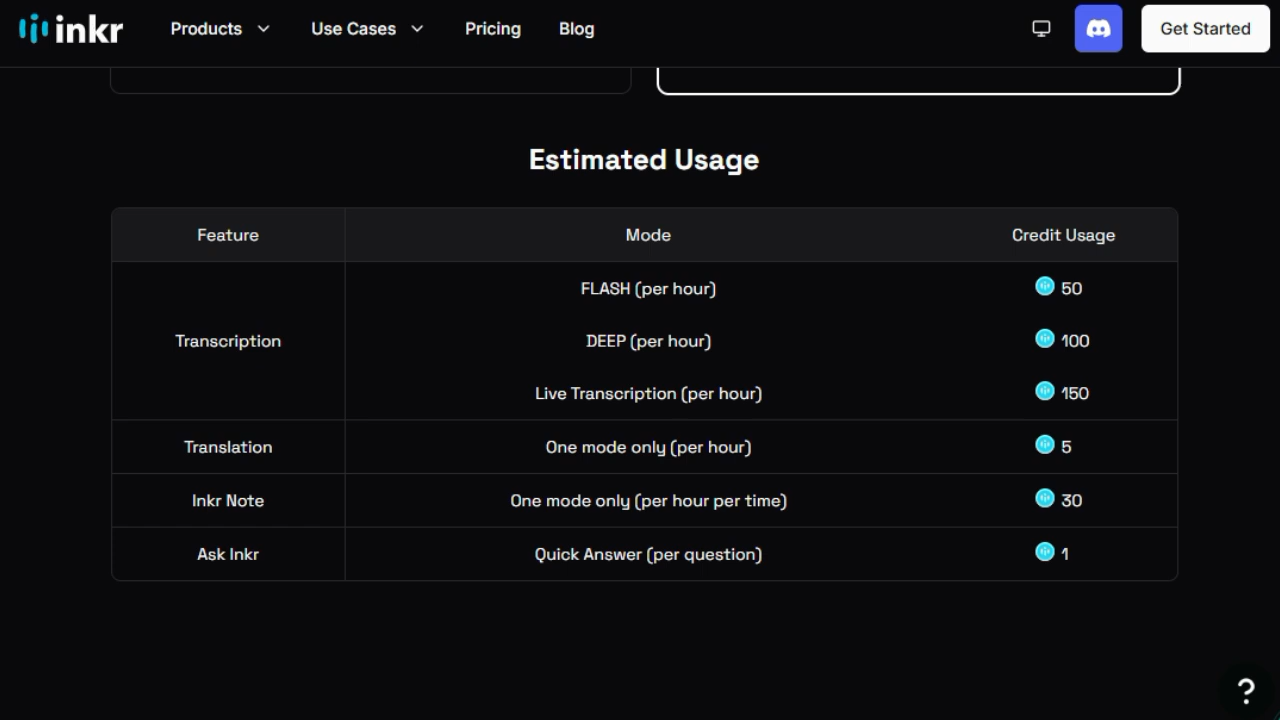 inkr
Products
Use Cases
Pricing
Blog
Get Started
Estimated Usage
Feature
Mode
Credit Usage
Transcription
FLASH (per hour)
50
DEEP (per hour)
100
Live Transcription (per hour)
150
Translation
One mode only (per hour)
5
Inkr Note
One mode only (per hour per time)
30
Ask Inkr
Quick Answer (per question)
1
?